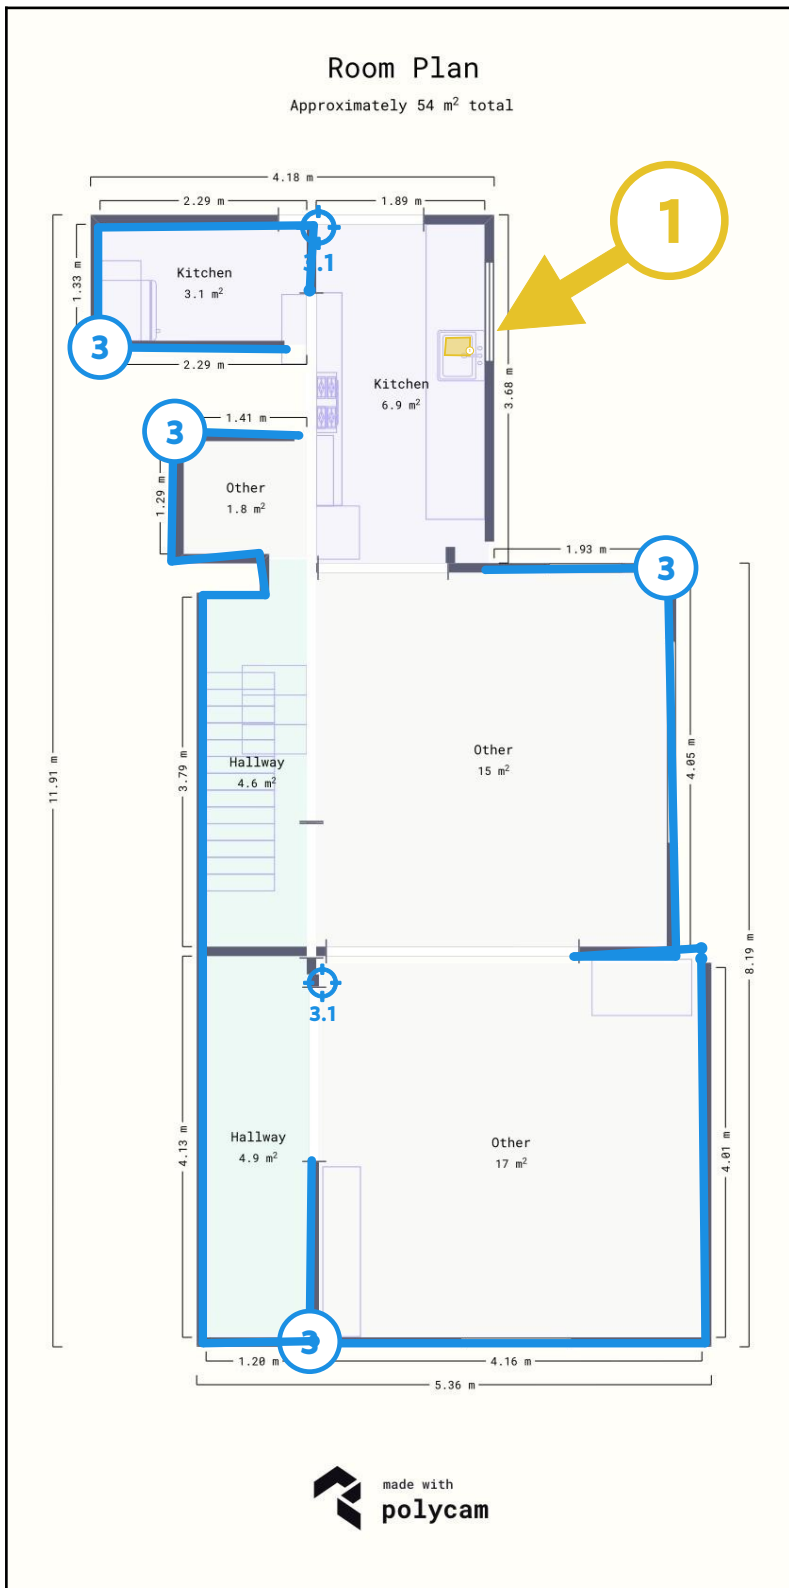 Room Plan
Approximately 54 m² total
4.18 m
2.29 m
1.89 m
1
3.1
Kitchen
3.1 m²
1.33 m
3
2.29 m
Kitchen
6.9 m²
3.68 m
1.41 m
3
Other
1.8 m²
1.29 m
1.93 m
3
11.91 m
3.79 m
Hallway
4.6 m²
Other
15 m²
4.05 m
8.19 m
3.1
4.13 m
Hallway
4.9 m²
Other
17 m²
4.01 m
3
1.20 m
4.16 m
5.36 m
made with
polycam